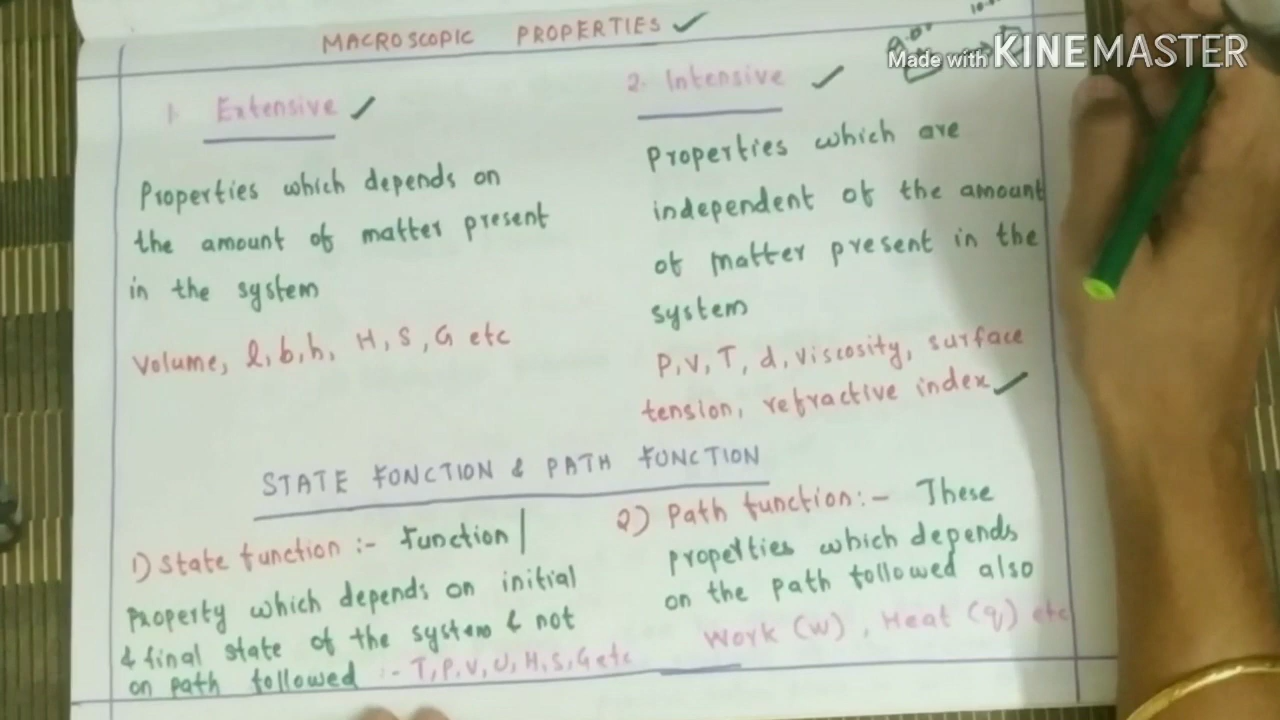 MACROSCOPIC PROPERTIES
Made with KINEMASTER
1. Extensive
Properties which depends on
the amount of matter present
in the system
Volume, l, b, h, H, S, G etc
2. Intensive
Properties which are
independent of the amount
of matter present in the
system
P, V, T, d, viscosity, surface
tension, refractive index
STATE FUNCTION & PATH FUNCTION
1) State function :- Function |
Property which depends on initial
& final state of the system & not
on path followed :- T, P, V, U, H, S, G etc
2) Path function :- These
properties which depends
on the path followed also
Work (w), Heat (q) etc